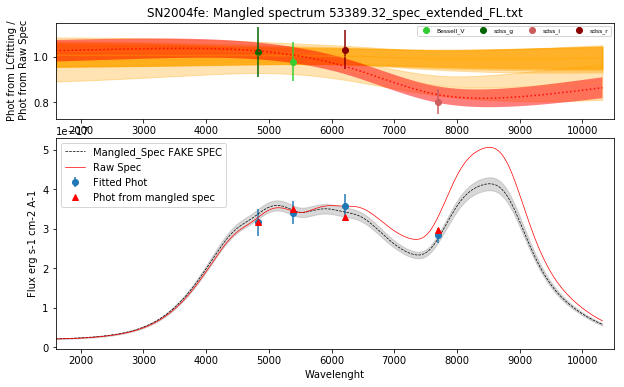 SN2004fe: Mangled spectrum 53389.32_spec_extended_FL.txt
Phot from LCfitting /
Phot from Raw Spec
1.0
0.8
Bessell_V
sdss_g
sdss_i
sdss_r
2000 3000 4000 5000 6000 7000 8000 9000 10000
1e−17
Flux erg s-1 cm-2 A-1
5
4
3
2
1
0
Mangled_Spec FAKE SPEC
Raw Spec
Fitted Phot
Phot from mangled spec
2000 3000 4000 5000 6000 7000 8000 9000 10000
Wavelenght